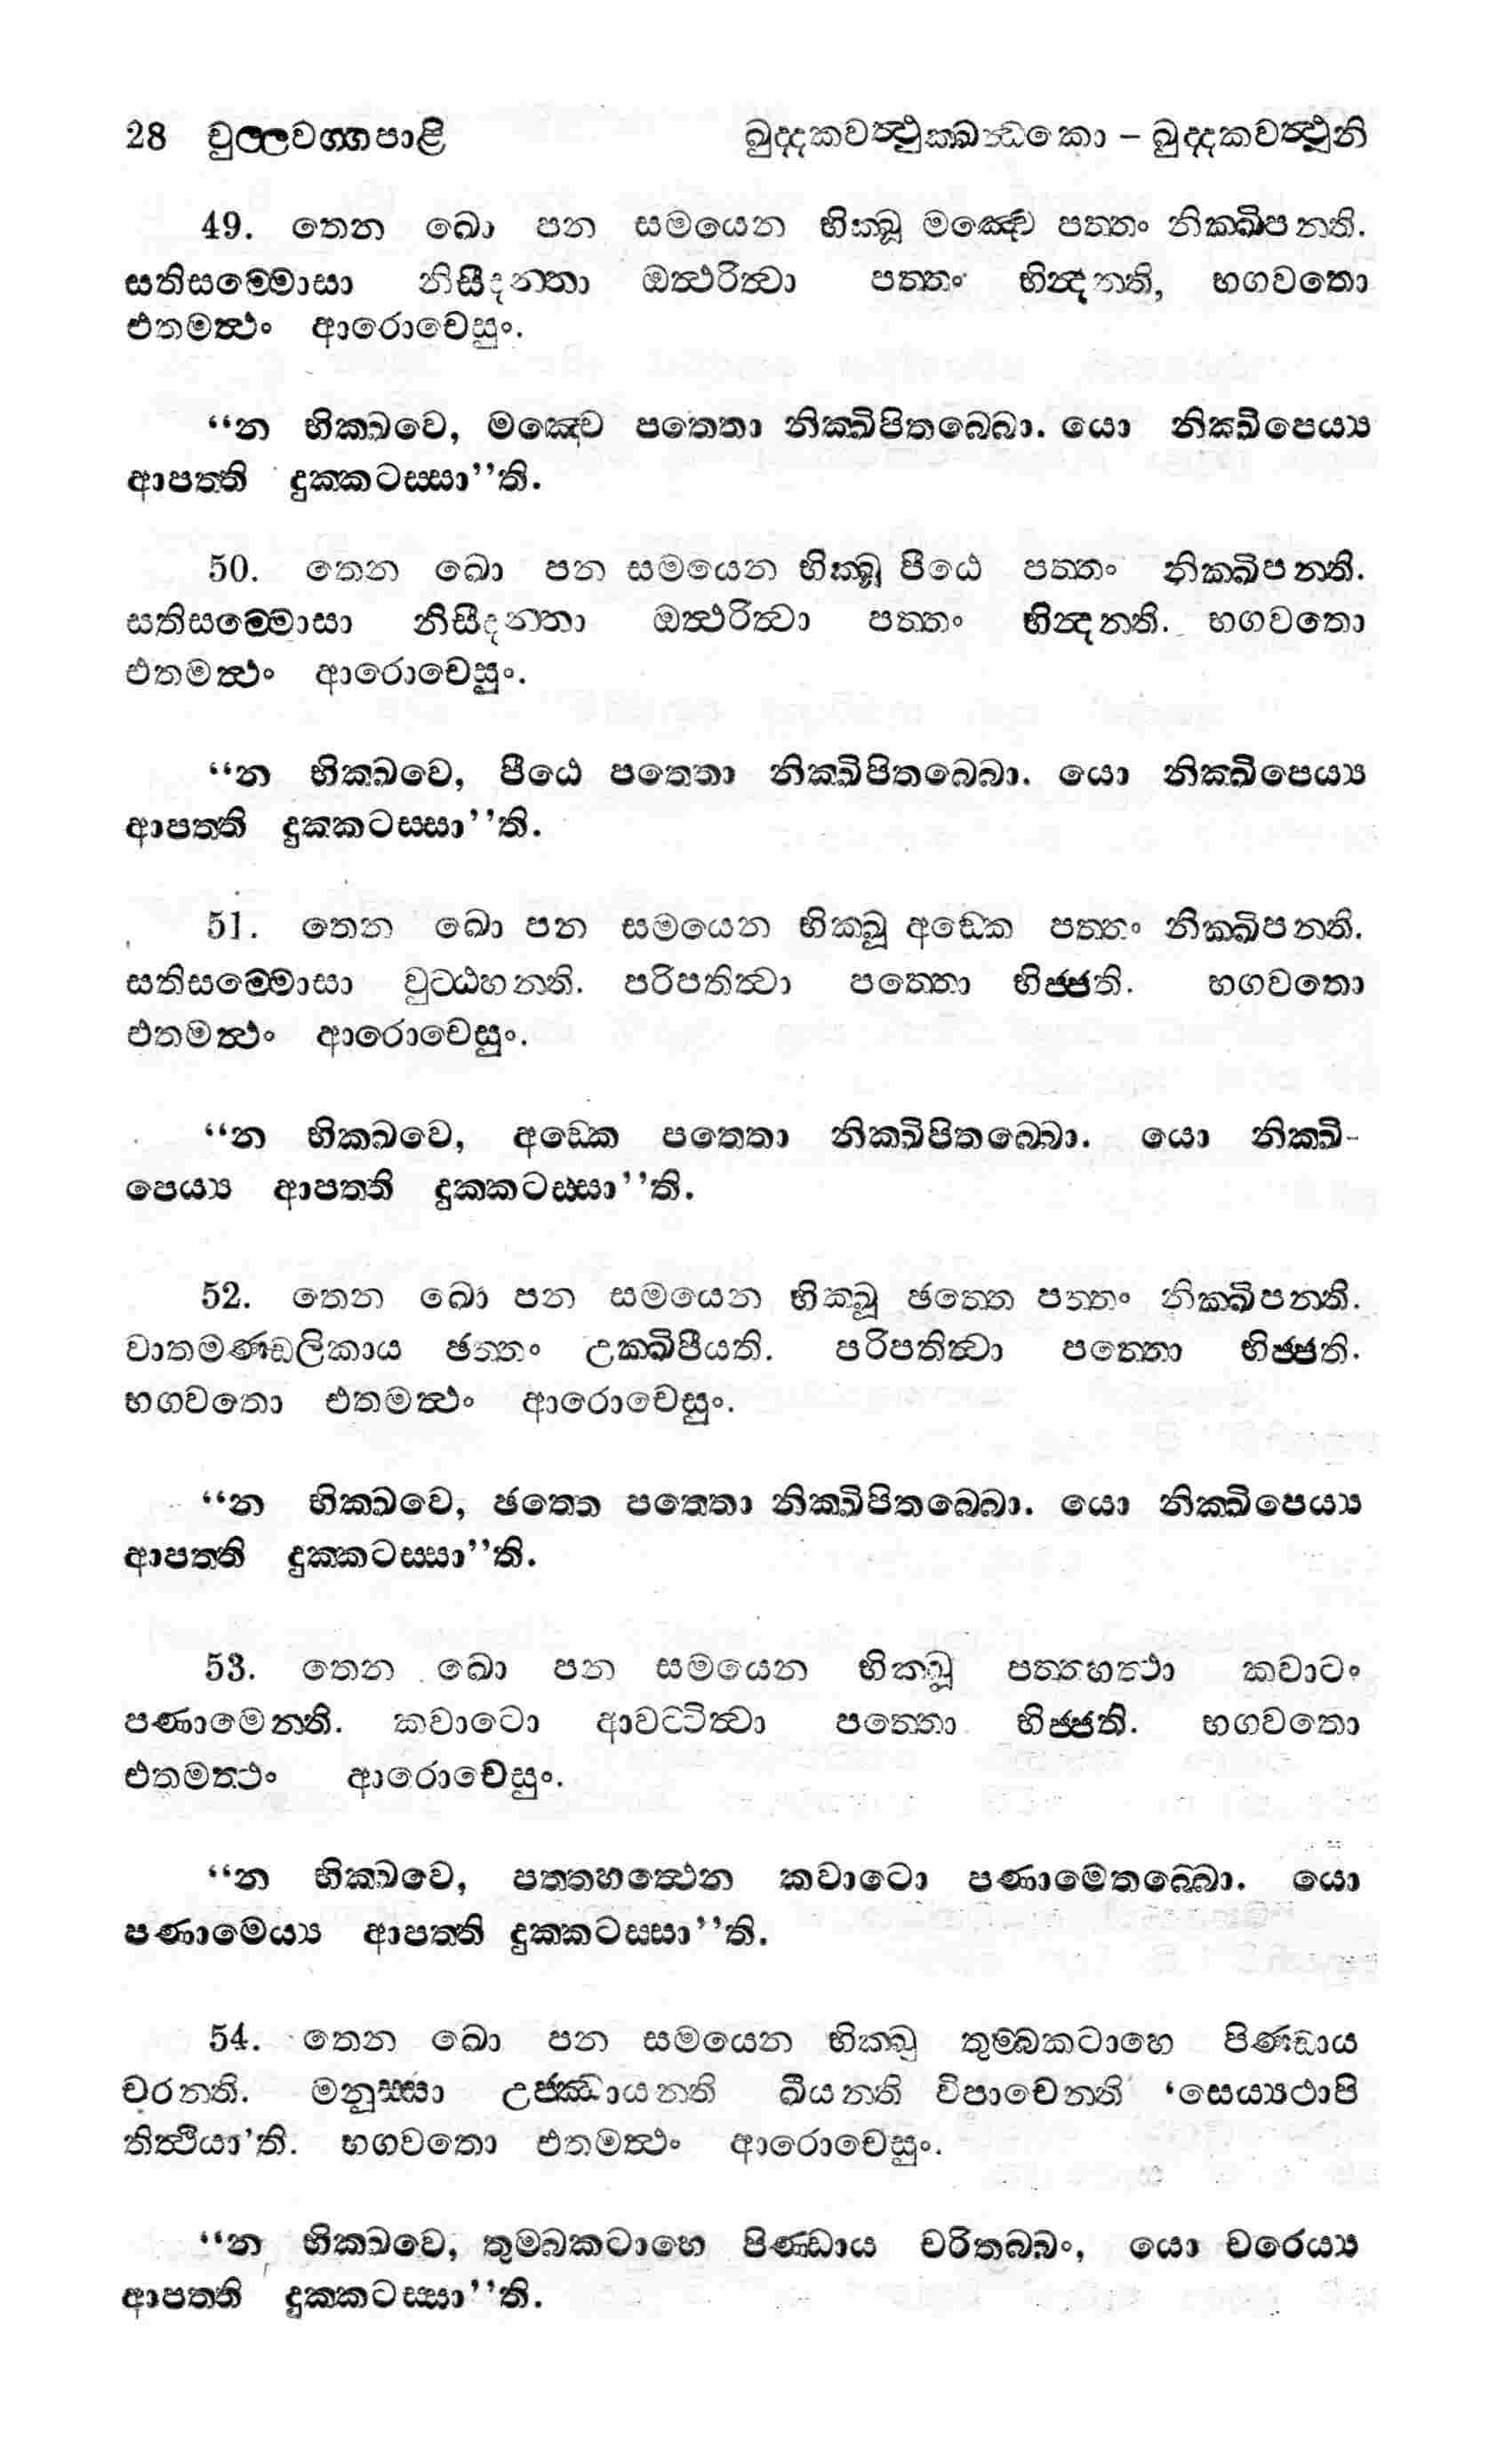 28 චුල්ලවග්ගපාළි ඛුද්දකවත්ථුක්ඛන්ධකො – ඛුද්දකවත්ථූනි
49. තෙන ඛො පන සමයෙන භික්ඛූ මඤ්චෙ පත්තං නික්ඛිපන්ති.
සතිසම්මොසා නිසීදන්තා ඔත්ථරිත්වා පත්තං භින්දන්ති, භගවතො
එතමත්ථං ආරොචෙසුං.
“න භික්ඛවෙ, මඤ්චෙ පත්තො නික්ඛිපිතබ්බො. යො නික්ඛිපෙය්‍ය
ආපත්ති දුක්කටස්සා”ති.
50. තෙන ඛො පන සමයෙන භික්ඛූ පීඨෙ පත්තං නික්ඛිපන්ති.
සතිසම්මොසා නිසීදන්තා ඔත්ථරිත්වා පත්තං භින්දන්ති. භගවතො
එතමත්ථං ආරොචෙසුං.
“න භික්ඛවෙ, පීඨෙ පත්තො නික්ඛිපිතබ්බො. යො නික්ඛිපෙය්‍ය
ආපත්ති දුක්කටස්සා”ති.
51. තෙන ඛො පන සමයෙන භික්ඛූ අඞ්කෙ පත්තං නික්ඛිපන්ති.
සතිසම්මොසා වුට්ඨහන්ති. පරිපතිත්වා පත්තො භිජ්ජති. භගවතො
එතමත්ථං ආරොචෙසුං.
“න භික්ඛවෙ, අඞ්කෙ පත්තො නික්ඛිපිතබ්බො. යො නික්ඛි-
පෙය්‍ය ආපත්ති දුක්කටස්සා”ති.
52. තෙන ඛො පන සමයෙන භික්ඛූ ඡත්තෙ පත්තං නික්ඛිපන්ති.
වාතමණ්ඩලිකාය ඡත්තං උක්ඛිපීයති. පරිපතිත්වා පත්තො භිජ්ජති.
භගවතො එතමත්ථං ආරොචෙසුං.
“න භික්ඛවෙ, ඡත්තෙ පත්තො නික්ඛිපිතබ්බො. යො නික්ඛිපෙය්‍ය
ආපත්ති දුක්කටස්සා”ති.
53. තෙන ඛො පන සමයෙන භික්ඛූ පත්තහත්ථා කවාටං
පණාමෙන්ති. කවාටො ආවට්ටිත්වා පත්තො භිජ්ජති. භගවතො
එතමත්ථං ආරොචෙසුං.
“න භික්ඛවෙ, පත්තහත්ථෙන කවාටො පණාමෙතබ්බො. යො
පණාමෙය්‍ය ආපත්ති දුක්කටස්සා”ති.
54. තෙන ඛො පන සමයෙන භික්ඛු තුම්බකටාහෙ පිණ්ඩාය
චරන්ති. මනුස්සා උජ්ඣායන්ති ඛීයන්ති විපාචෙන්ති ‘සෙය්‍යථාපි
තිත්ථියා’ති. භගවතො එතමත්ථං ආරොචෙසුං.
“න භික්ඛවෙ, තුම්බකටාහෙ පිණ්ඩාය චරිතබ්බං, යො චරෙය්‍ය
ආපත්ති දුක්කටස්සා”ති.